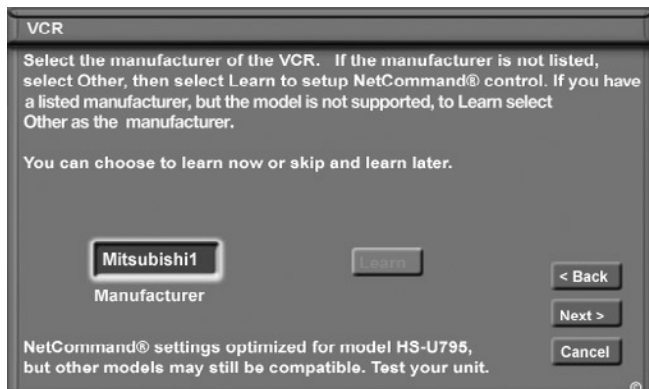 VCR
Select the manufacturer of the VCR. If the manufacturer is not listed,
select Other, then select Learn to setup NetCommand® control. If you have
a listed manufacturer, but the model is not supported, to Learn select
Other as the manufacturer.
You can choose to learn now or skip and learn later.
Mitsubishi1
Learn
Manufacturer
< Back
Next >
NetCommand® settings optimized for model HS-U795,
but other models may still be compatible. Test your unit.
Cancel
©